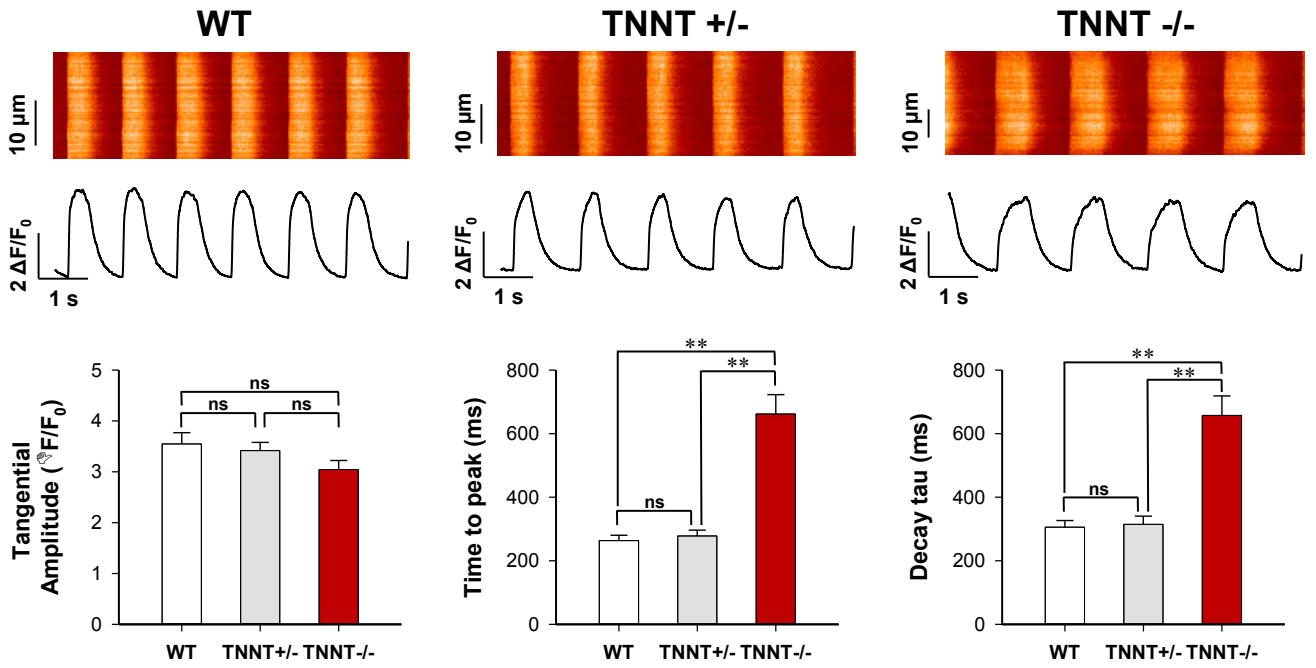 WT
TNNT +/-
TNNT -/-
10 µm
10 µm
10 µm
2 ΔF/F0
1 s
2 ΔF/F0
1 s
2 ΔF/F0
1 s
Tangential
Amplitude (F/F0)
5
4
3
2
1
0
ns
ns
ns
WT
TNNT+/-
TNNT-/-
Time to peak (ms)
800
600
400
200
0
**
**
ns
WT
TNNT+/-
TNNT-/-
Decay tau (ms)
800
600
400
200
0
**
**
ns
WT
TNNT+/-
TNNT-/-